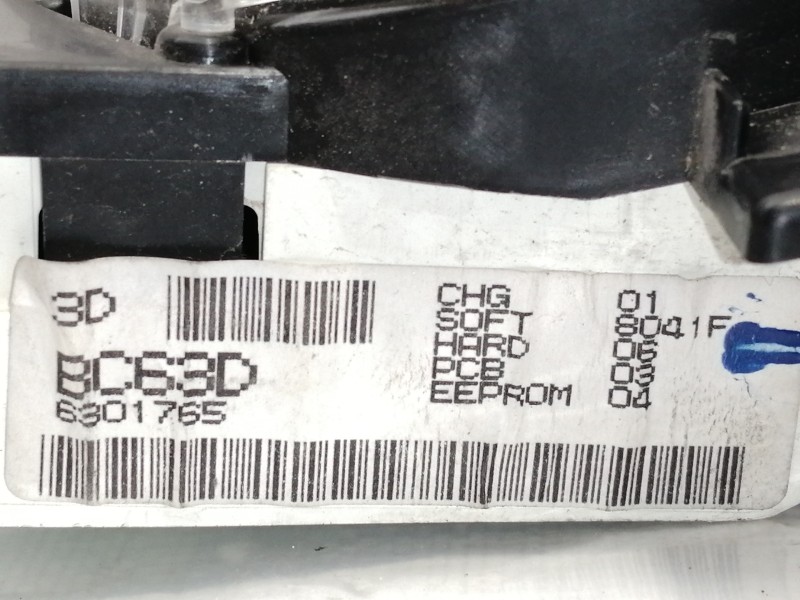 3D
BC63D
6301765
CHG 01
SOFT 8041F
HARD 06
PCB 03
EEPROM 04